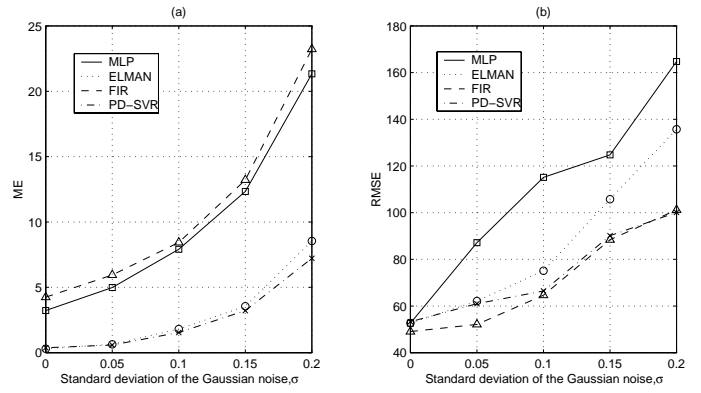 (a)
25
20
15
10
5
0
ME
MLP
ELMAN
FIR
PD-SVR
0 0.05 0.1 0.15 0.2
Standard deviation of the Gaussian noise,σ
(b)
180
160
140
120
100
80
60
40
RMSE
MLP
ELMAN
FIR
PD-SVR
0 0.05 0.1 0.15 0.2
Standard deviation of the Gaussian noise,σ